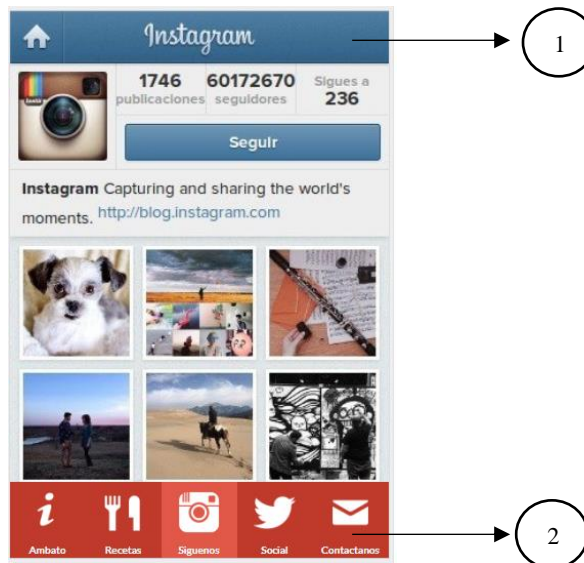 Instagram
1
1746 60172670 Sigues a
publicaciones seguidores 236
Seguir
Instagram Capturing and sharing the world's
moments. http://blog.instagram.com
i
Ambato Recetas Siguenos Social Contactanos
2